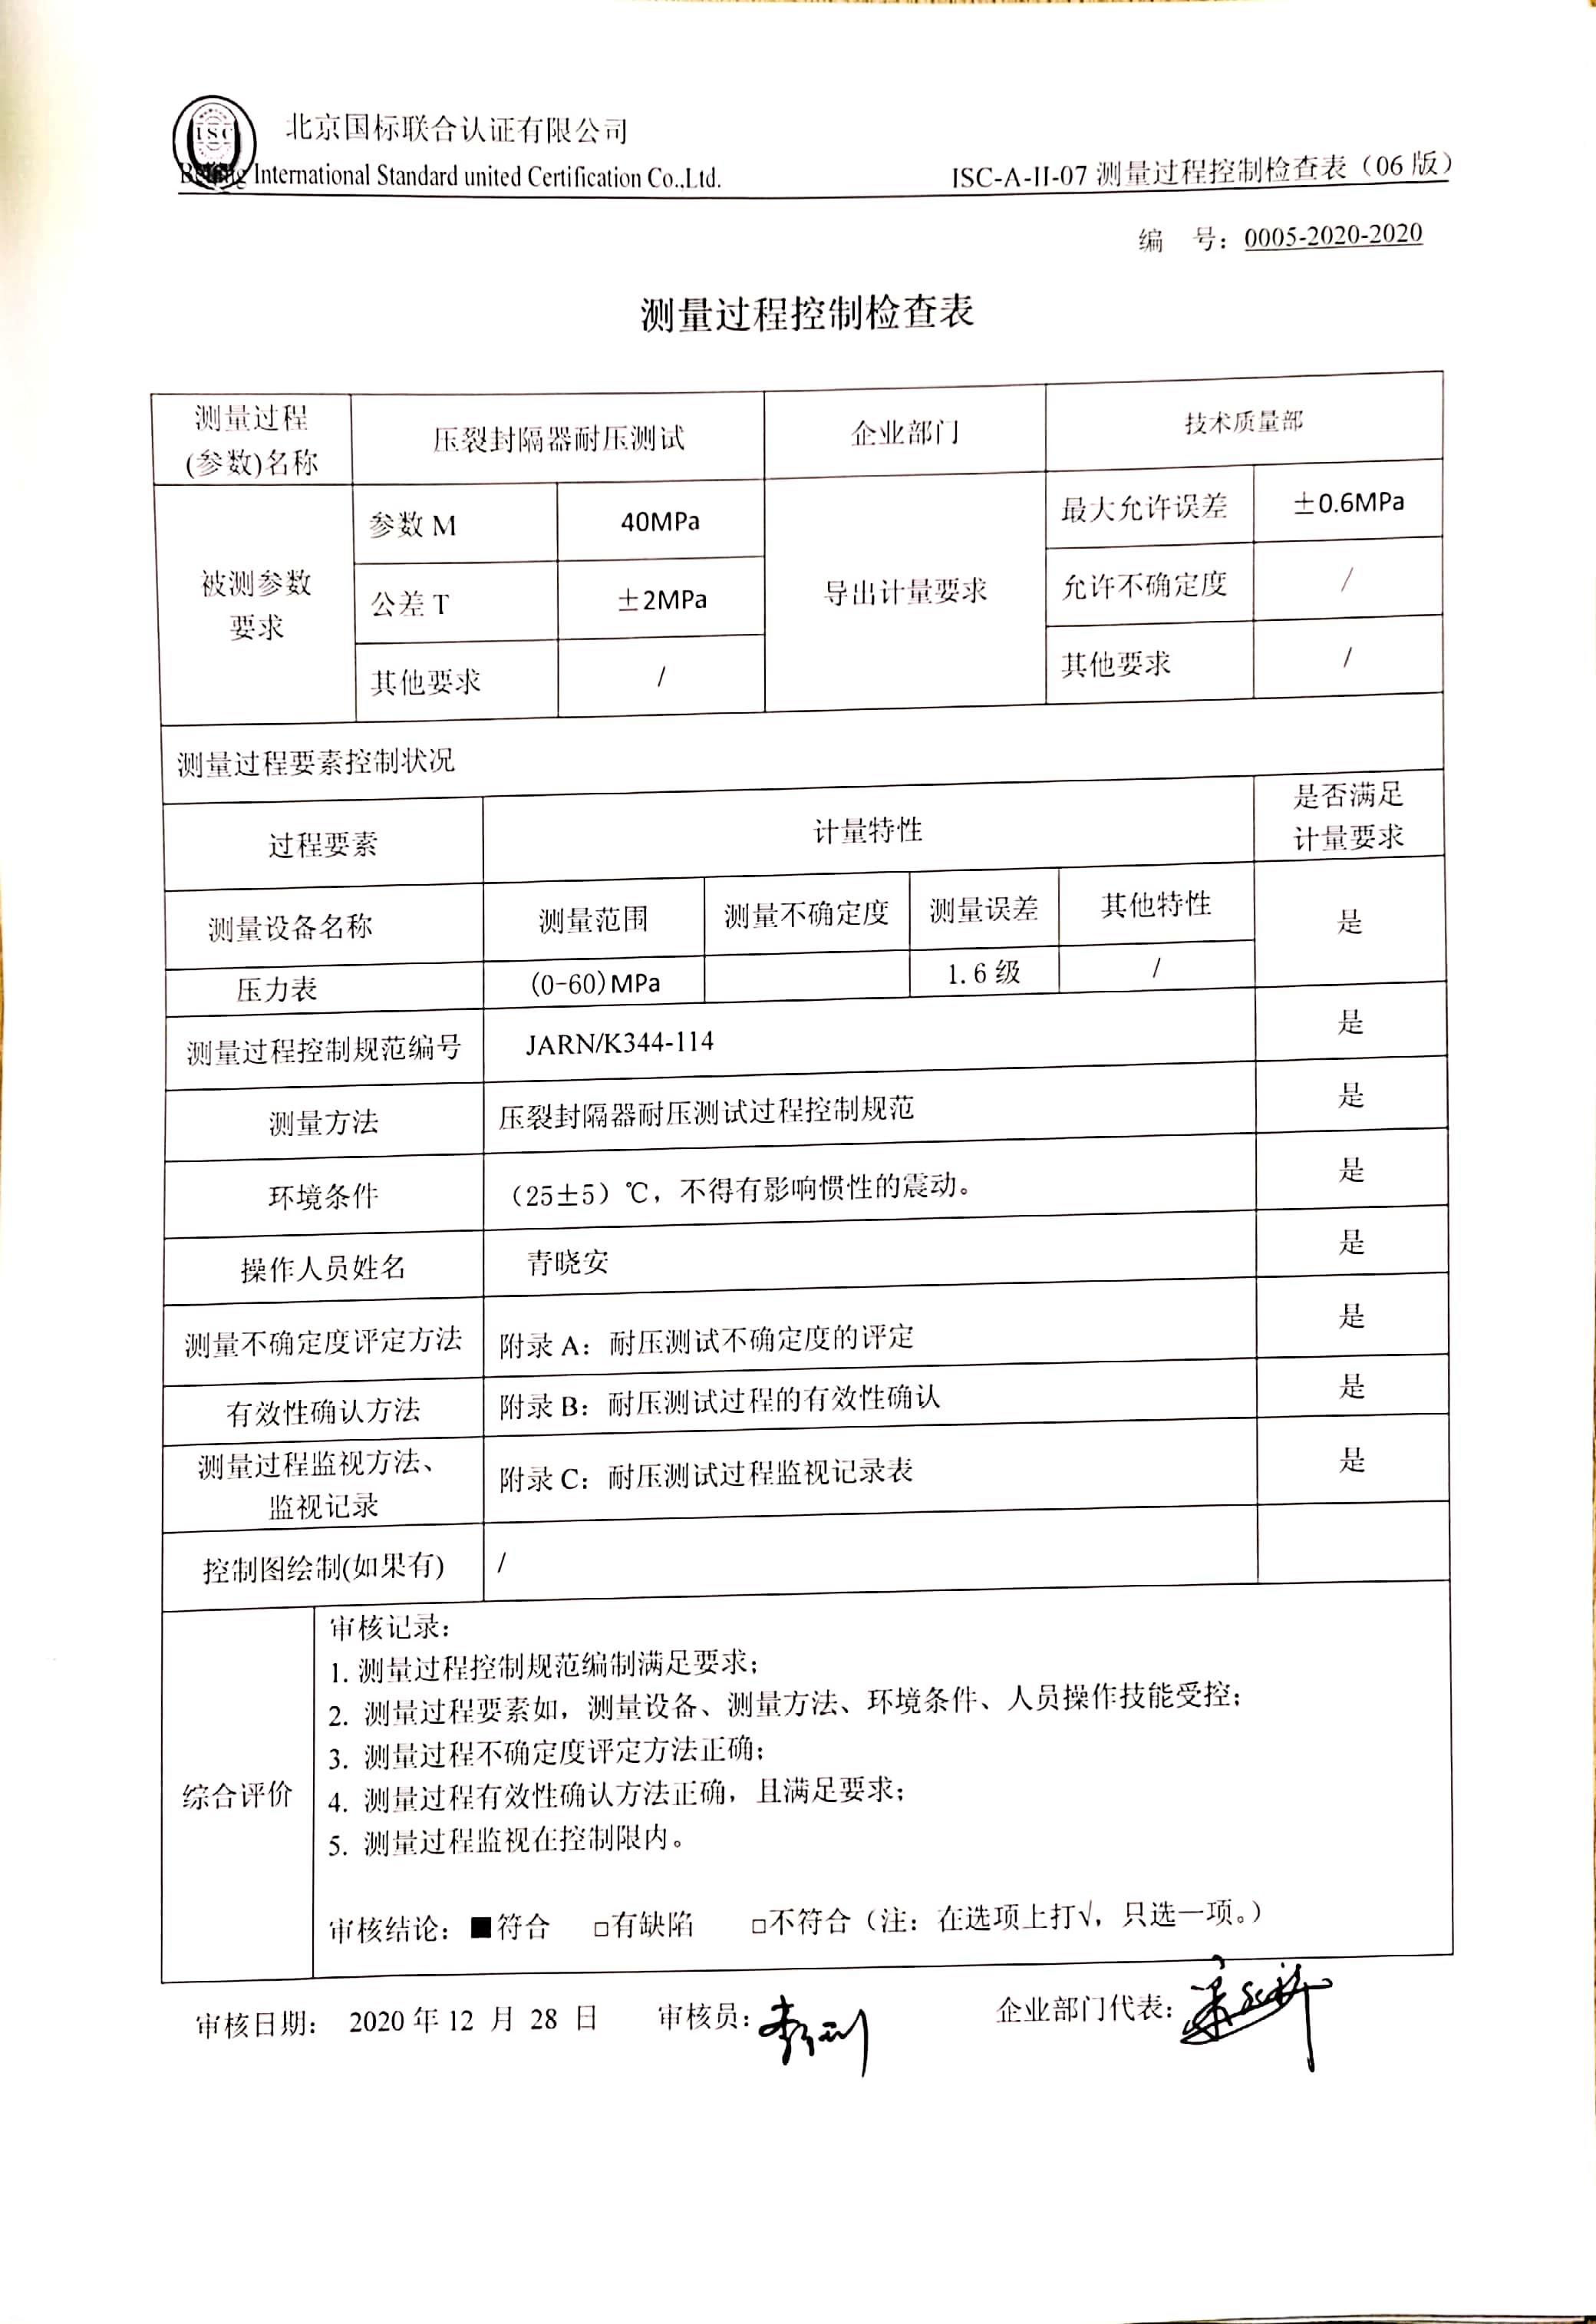 北京国标联合认证有限公司
Beijing International Standard united Certification Co.,Ltd.
ISC-A-II-07 测量过程控制检查表（06 版）
编 号：0005-2020-2020
测量过程控制检查表
测量过程
(参数)名称
压裂封隔器耐压测试
企业部门
技术质量部
被测参数
要求
参数 M
40MPa
公差 T
±2MPa
其他要求
/
导出计量要求
最大允许误差
±0.6MPa
允许不确定度
/
其他要求
/
测量过程要素控制状况
过程要素
计量特性
是否满足
计量要求
测量设备名称
测量范围
测量不确定度
测量误差
其他特性
是
压力表
(0-60)MPa
1.6 级
/
测量过程控制规范编号
JARN/K344-114
是
测量方法
压裂封隔器耐压测试过程控制规范
是
环境条件
（25±5）℃，不得有影响惯性的震动。
是
操作人员姓名
青晓安
是
测量不确定度评定方法
附录 A：耐压测试不确定度的评定
是
有效性确认方法
附录 B：耐压测试过程的有效性确认
是
测量过程监视方法、
监视记录
附录 C：耐压测试过程监视记录表
是
控制图绘制(如果有)
/
综合评价
审核记录：
1. 测量过程控制规范编制满足要求；
2. 测量过程要素如，测量设备、测量方法、环境条件、人员操作技能受控；
3. 测量过程不确定度评定方法正确；
4. 测量过程有效性确认方法正确，且满足要求；
5. 测量过程监视在控制限内。
审核结论：■符合 □有缺陷 □不符合（注：在选项上打√，只选一项。）
审核日期： 2020 年 12 月 28 日 审核员： 企业部门代表：